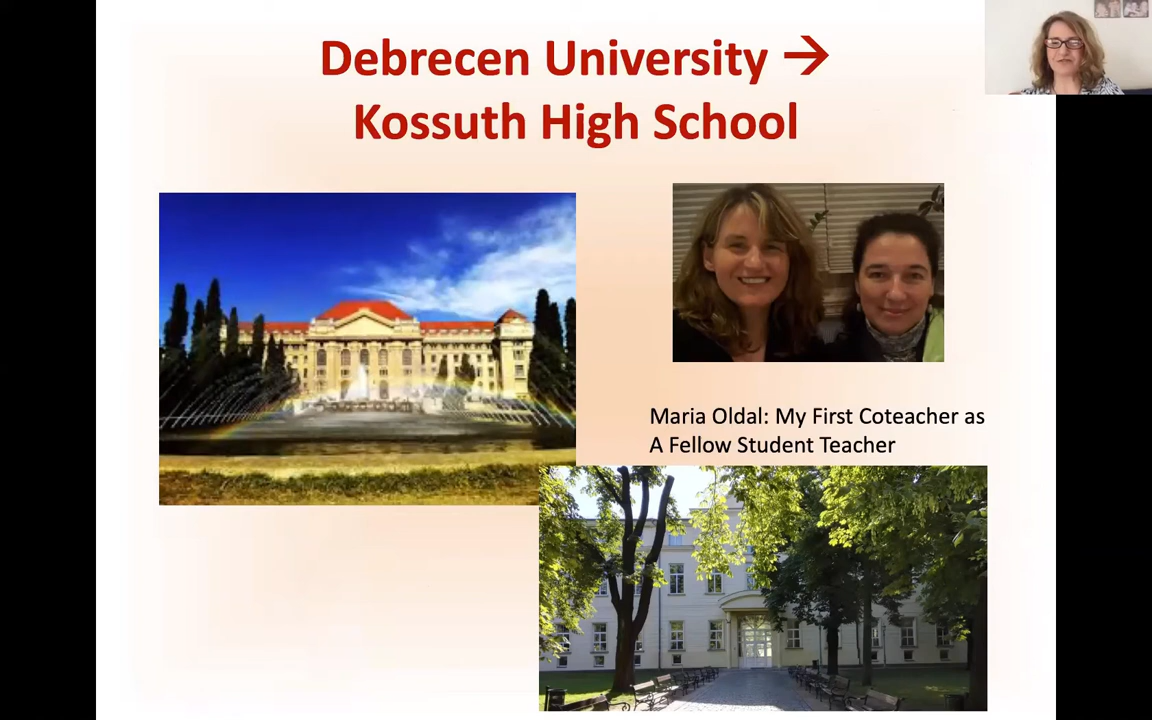 Debrecen University →
Kossuth High School
Maria Oldal: My First Coteacher as
A Fellow Student Teacher